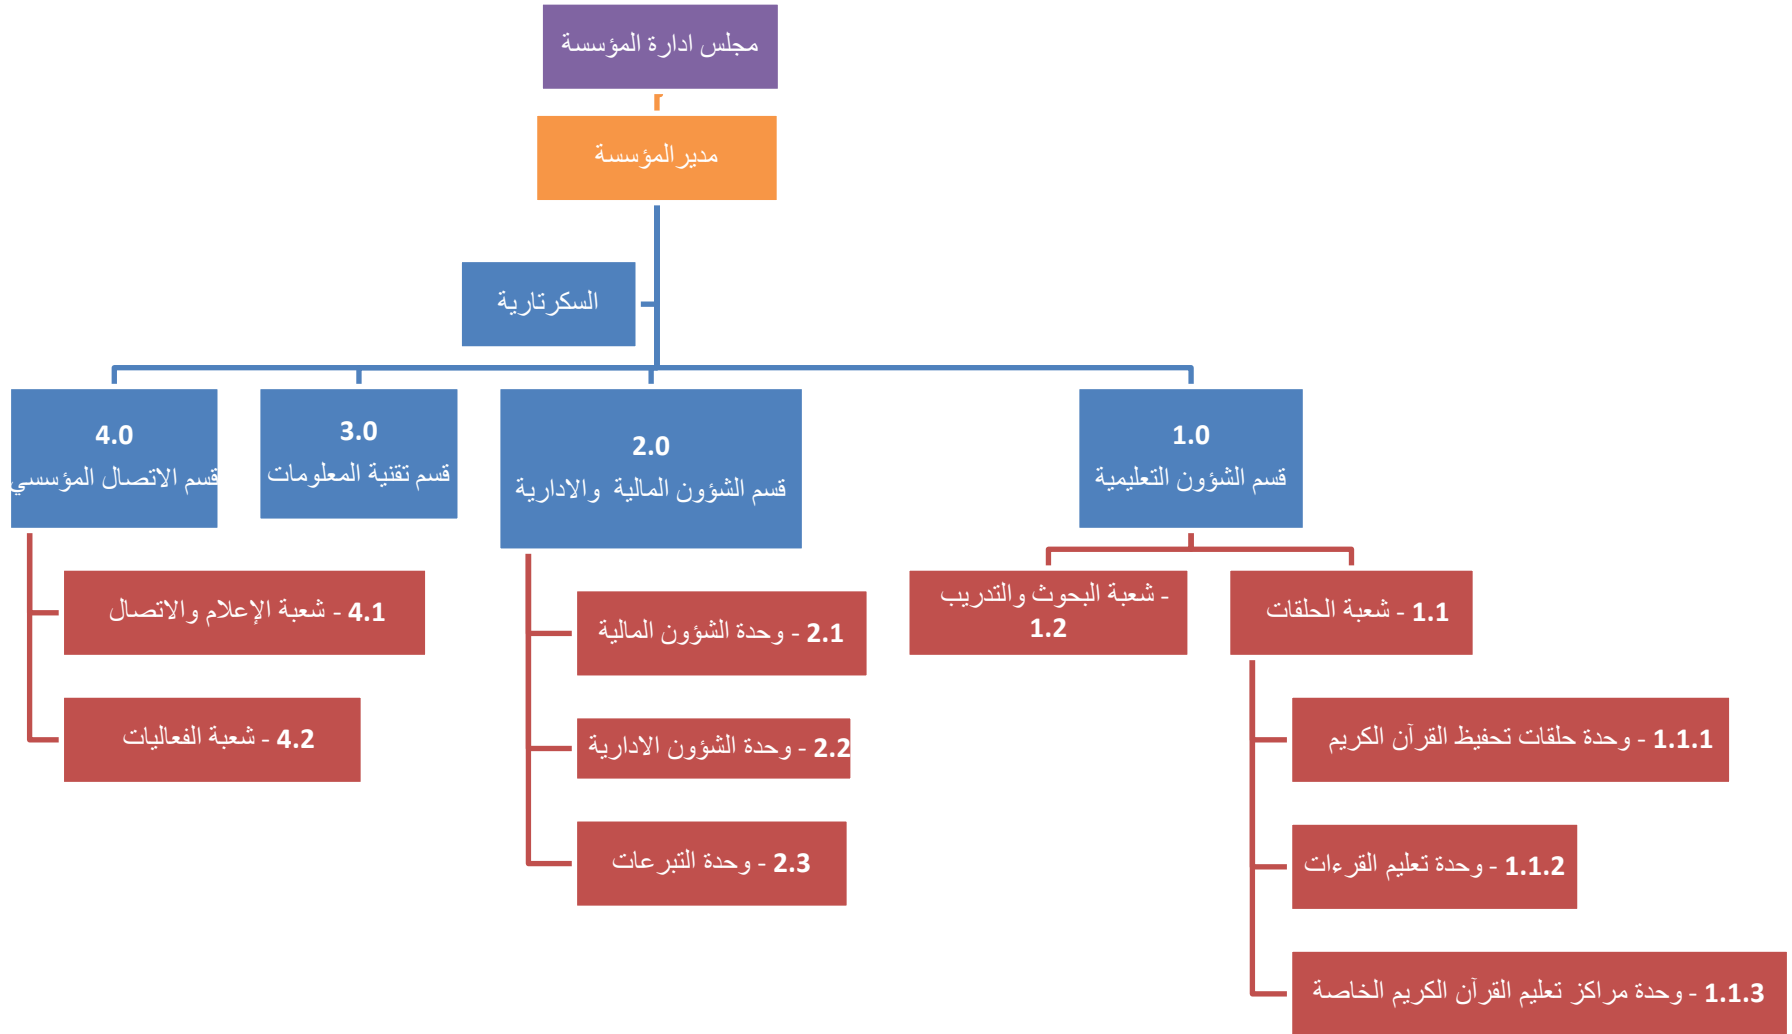 مجلس ادارة المؤسسة
مدير المؤسسة
السكرتارية
1.0
قسم الشؤون التعليمية
2.0
قسم الشؤون المالية والادارية
3.0
قسم تقنية المعلومات
4.0
قسم الاتصال المؤسسي
1.1 - شعبة الحلقات
- شعبة البحوث والتدريب
1.2
1.1.1 - وحدة حلقات تحفيظ القرآن الكريم
1.1.2 - وحدة تعليم القرءات
1.1.3 - وحدة مراكز تعليم القرآن الكريم الخاصة
2.1 - وحدة الشؤون المالية
2.2 - وحدة الشؤون الادارية
2.3 - وحدة التبرعات
4.1 - شعبة الإعلام والاتصال
4.2 - شعبة الفعاليات